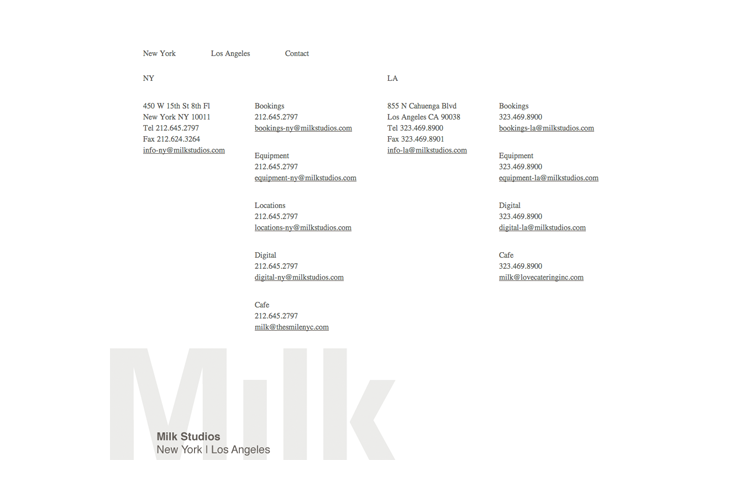 New York
Los Angeles
Contact
NY
450 W 15th St 8th Fl
New York NY 10011
Tel 212.645.2797
Fax 212.624.3264
info-ny@milkstudios.com
Bookings
212.645.2797
bookings-ny@milkstudios.com
Equipment
212.645.2797
equipment-ny@milkstudios.com
Locations
212.645.2797
locations-ny@milkstudios.com
Digital
212.645.2797
digital-ny@milkstudios.com
Cafe
212.645.2797
milk@thesmilenyc.com
LA
855 N Cahuenga Blvd
Los Angeles CA 90038
Tel 323.469.8900
Fax 323.469.8901
info-la@milkstudios.com
Bookings
323.469.8900
bookings-la@milkstudios.com
Equipment
323.469.8900
equipment-la@milkstudios.com
Digital
323.469.8900
digital-la@milkstudios.com
Cafe
323.469.8900
milk@lovecateringinc.com
Milk
Milk Studios
New York | Los Angeles